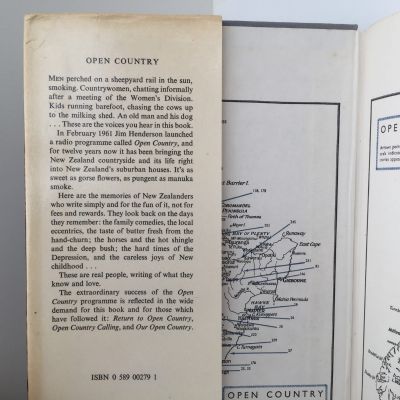 OPEN COUNTRY
MEN perched on a sheepyard rail in the sun,
smoking. Countrywomen, chatting informally
after a meeting of the Women's Division.
Kids running barefoot, chasing the cows up
to the milking shed. An old man and his dog
. . . These are the voices you hear in this book.
In February 1961 Jim Henderson launched
a radio programme called Open Country, and
for twelve years now it has been bringing the
New Zealand countryside and its life right
into New Zealand's suburban houses. It's as
sweet as gorse flowers, as pungent as manuka
smoke.
Here are the memories of New Zealanders
who write simply and for the fun of it, not for
fees and rewards. They look back on the days
they remember: the family comedies, the local
eccentrics, the taste of butter fresh from the
hand-churn; the horses and the hot shingle
and the deep bush; the hard times of the
Depression, and the careless joys of New
childhood . . .
These are real people, writing of what they
know and love.
The extraordinary success of the Open
Country programme is reflected in the wide
demand for this book and for those which
have followed it: Return to Open Country,
Open Country Calling, and Our Open Country.
ISBN 0 589 00279 1
Barrier I.
COROMANDEL
PENINSULA
Firth of Thames
BAY OF PLENTY
Runaway
East Cape
GISBORNE
HAWKE
BAY
Mahia Peninsula
C. Turnagain
OPEN COUNTRY
OPEN